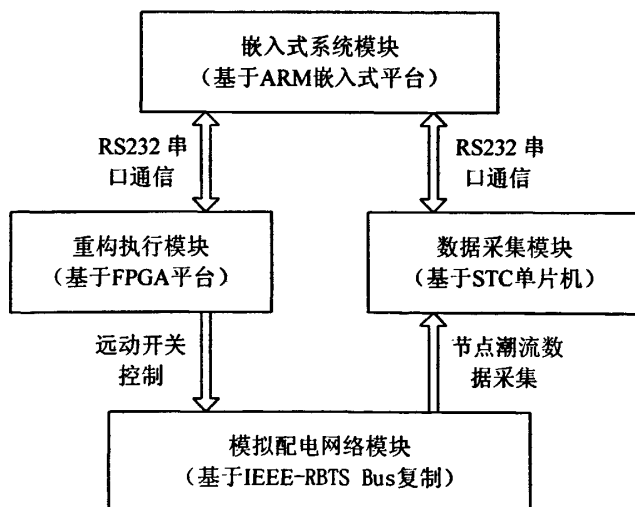 嵌入式系统模块
（基于ARM嵌入式平台）
RS232 串
口通信
RS232 串
口通信
重构执行模块
（基于FPGA平台）
数据采集模块
（基于STC单片机）
远动开关
控制
节点潮流数
据采集
模拟配电网络模块
（基于IEEE-RBTS Bus复制）